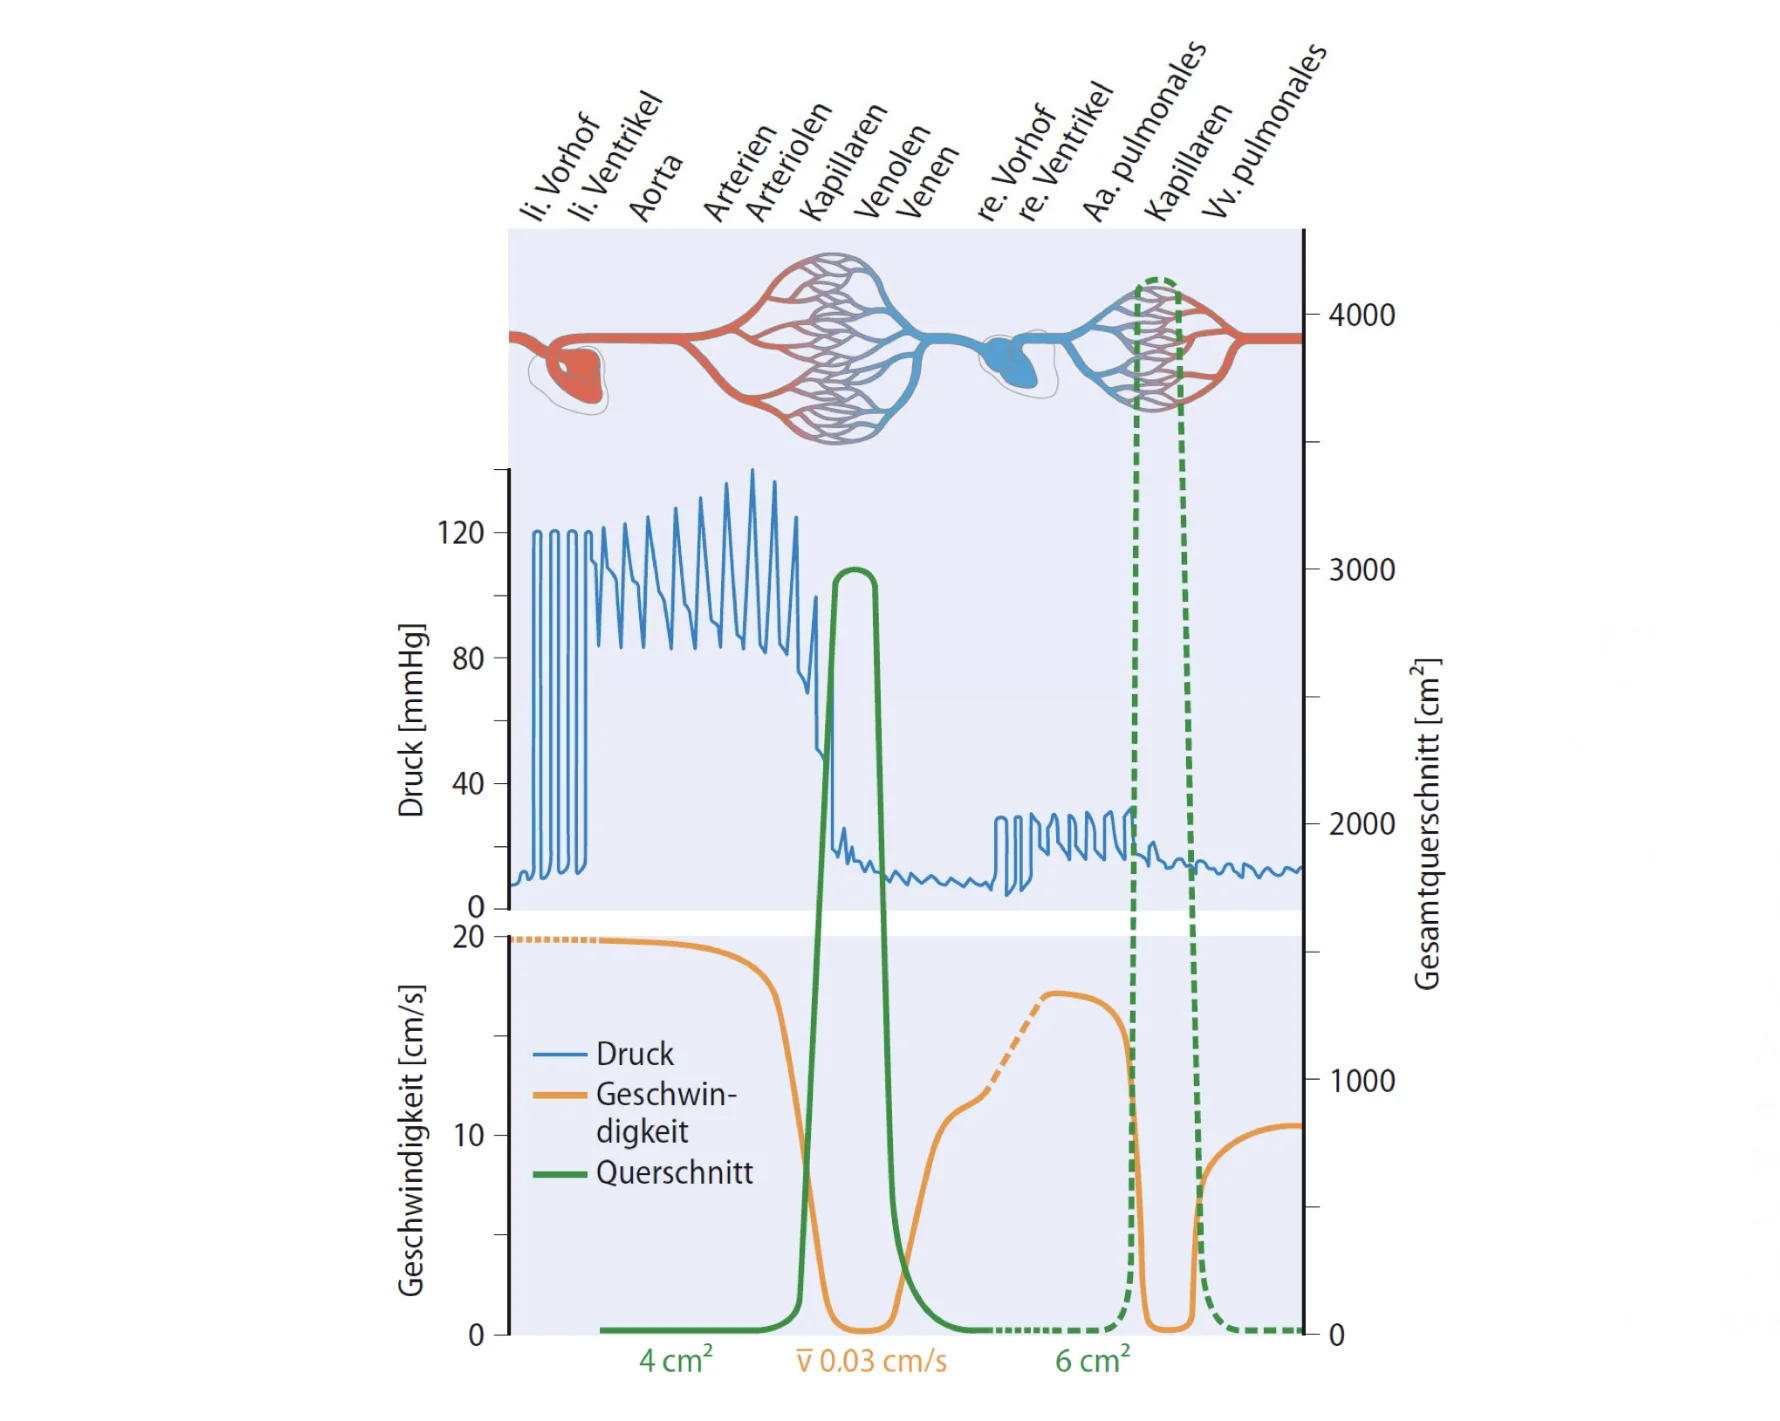 li. Vorhof
li. Ventrikel
Aorta
Arterien
Arteriolen
Kapillaren
Venolen
Venen
re. Vorhof
re. Ventrikel
Aa. pulmonales
Kapillaren
Vv. pulmonales
Druck [mmHg]
120
80
40
0
Geschwindigkeit [cm/s]
20
10
0
Druck
Geschwin-
digkeit
Querschnitt
4000
3000
2000
1000
0
Gesamtquerschnitt [cm²]
4 cm²
v̅ 0.03 cm/s
6 cm²